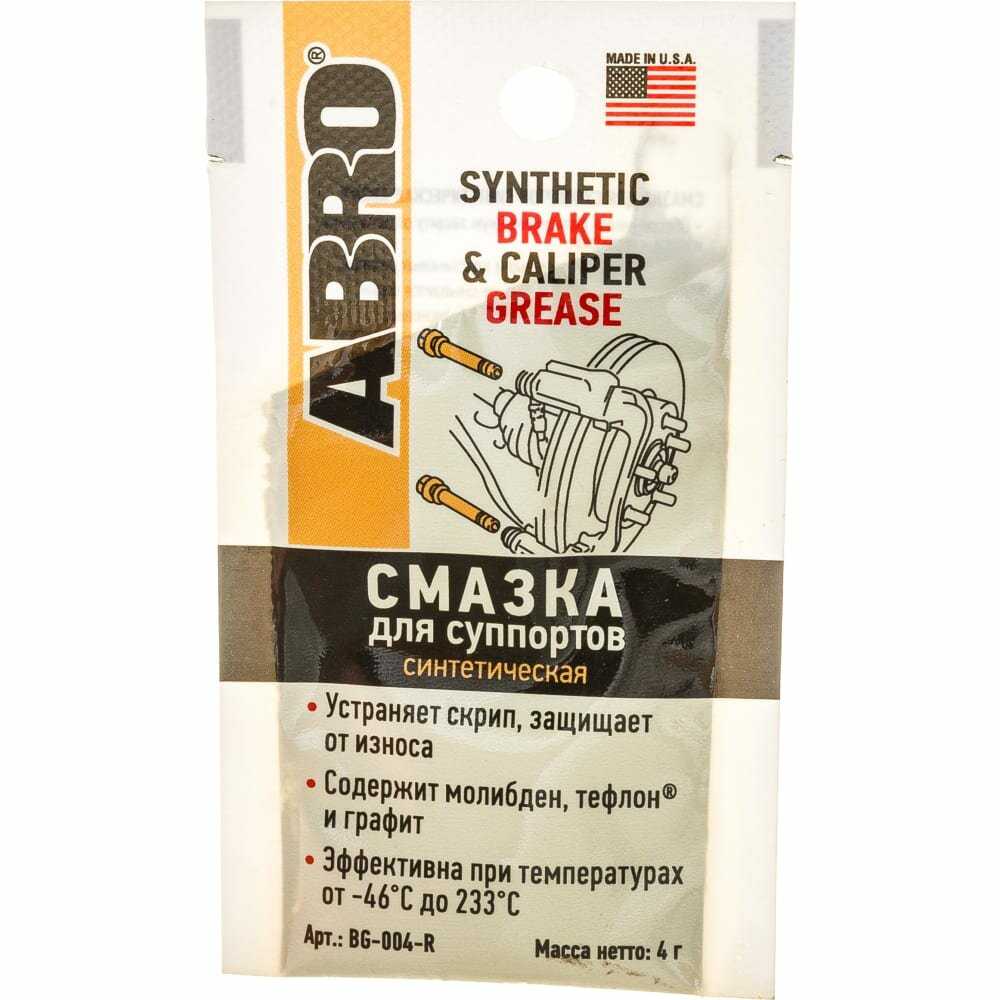 ABRO®
MADE IN U.S.A.
SYNTHETIC
BRAKE
& CALIPER
GREASE
СМАЗКА
для суппортов
синтетическая
• Устраняет скрип, защищает
от износа
• Содержит молибден, тефлон®
и графит
• Эффективна при температурах
от -46°C до 233°C
Арт.: BG-004-R
Масса нетто: 4 г